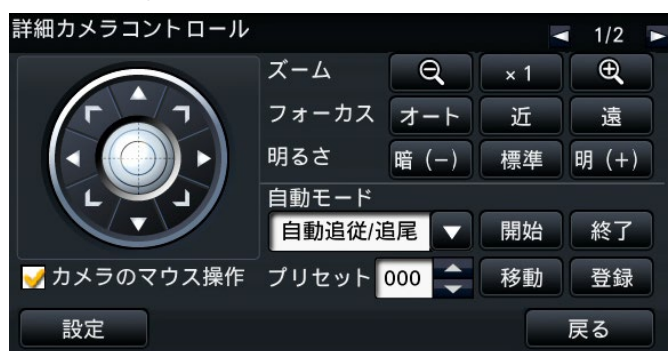 詳細カメラコントロール 1/2
ズーム ×1
フォーカス オート 近 遠
明るさ 暗（−） 標準 明（+）
自動モード
自動追従/追尾 開始 終了
カメラのマウス操作 プリセット 000 移動 登録
設定 戻る